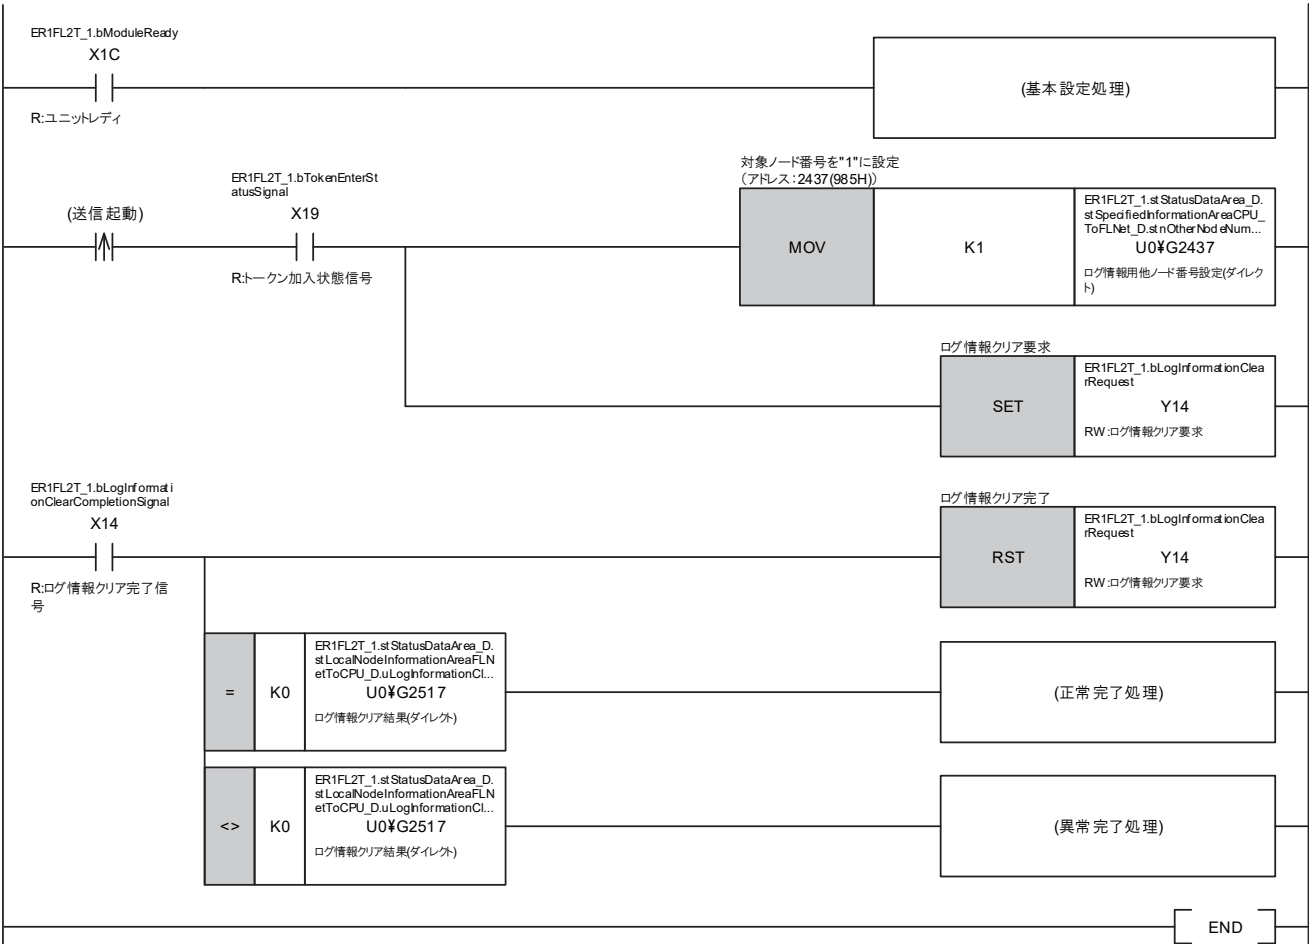 ER1FL2T_1.bModuleReady
X1C
R:ユニットレディ
(基本設定処理)
対象ノード番号を"1"に設定
（アドレス：2437(985H)）
(送信起動)
ER1FL2T_1.bTokenEnterSt
atusSignal
X19
R:トークン加入状態信号
MOV
K1
ER1FL2T_1.stStatusDataArea_D.
stSpecifiedInformationAreaCPU_
ToFLNet_D.stnOtherNodeNum...
U0¥G2437
ログ情報用他ノード番号設定(ダイレク
ト)
ログ情報クリア要求
SET
ER1FL2T_1.bLogInformationClea
rRequest
Y14
RW:ログ情報クリア要求
ER1FL2T_1.bLogInformati
onClearCompletionSignal
X14
R:ログ情報クリア完了信
号
ログ情報クリア完了
RST
ER1FL2T_1.bLogInformationClea
rRequest
Y14
RW:ログ情報クリア要求
=
K0
ER1FL2T_1.stStatusDataArea_D.
stLocalNodeInformationAreaFLN
etToCPU_D.uLogInformationCl...
U0¥G2517
ログ情報クリア結果(ダイレクト)
(正常完了処理)
<>
K0
ER1FL2T_1.stStatusDataArea_D.
stLocalNodeInformationAreaFLN
etToCPU_D.uLogInformationCl...
U0¥G2517
ログ情報クリア結果(ダイレクト)
(異常完了処理)
END